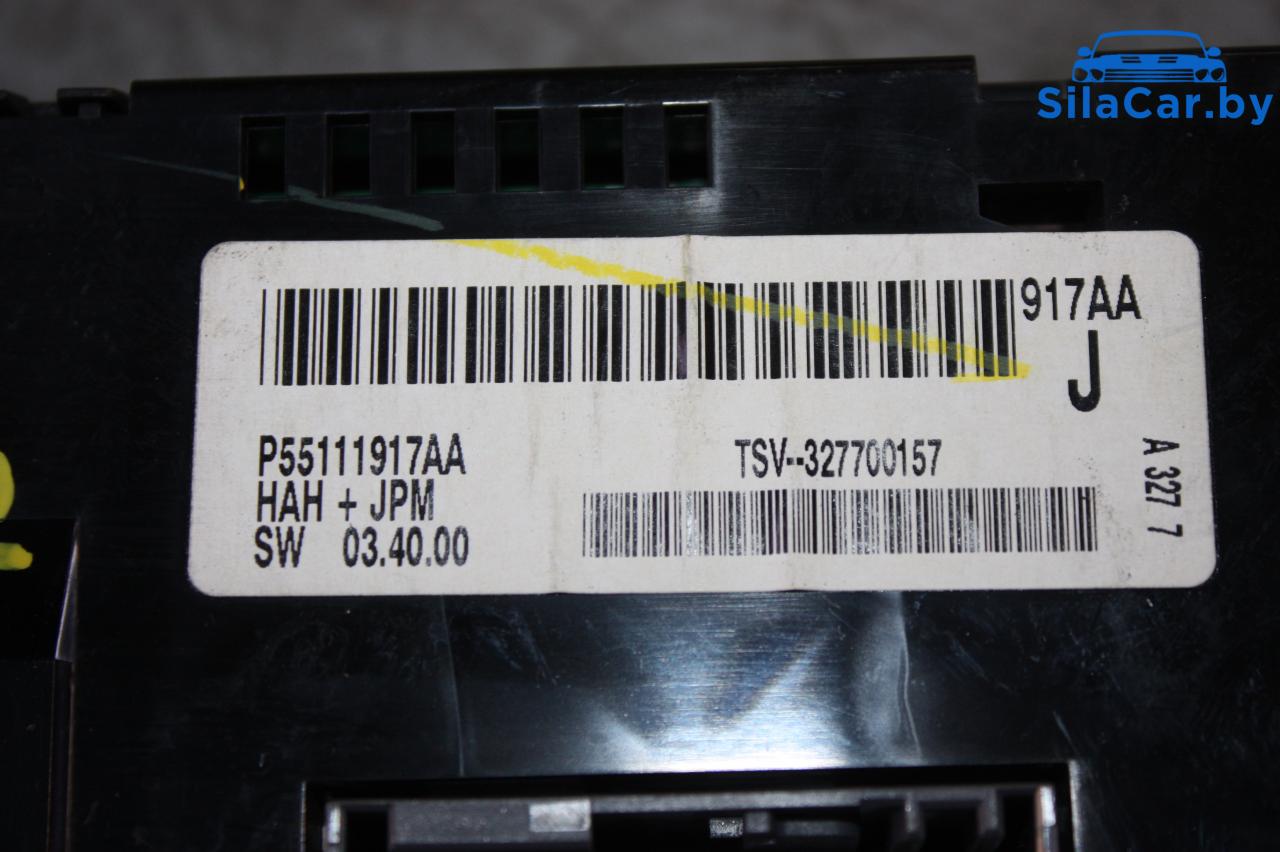 SilaCar.by
917AA
J
P55111917AA
HAH + JPM
SW 03.40.00
TSV--327700157
A 327 7